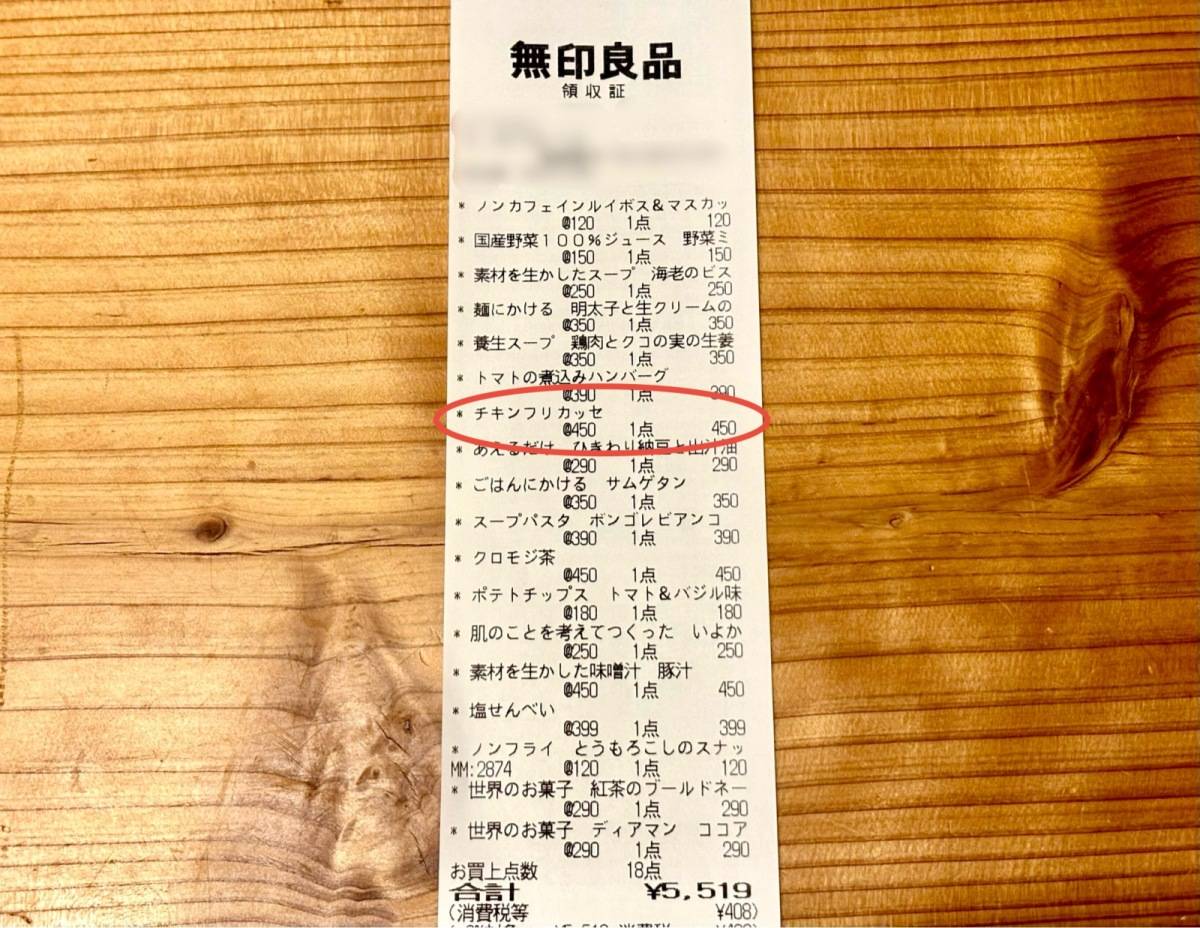 無印良品
領収証
* ノンカフェインルイボス&マスカッ
@120 1点 120
* 国産野菜100%ジュース 野菜ミ
@150 1点 150
* 素材を生かしたスープ 海老のビス
@250 1点 250
* 麺にかける 明太子と生クリームの
@350 1点 350
* 養生スープ 鶏肉とクコの実の生姜
@350 1点 350
* トマトの煮込みハンバーグ
@390 1点 390
* チキンフリカッセ
@450 1点 450
* あえるだけ ひきわり納豆と出汁油
@290 1点 290
* ごはんにかける サムゲタン
@350 1点 350
* スープパスタ ボンゴレビアンコ
@390 1点 390
* クロモジ茶
@450 1点 450
* ポテトチップス トマト&バジル味
@180 1点 180
* 肌のことを考えてつくった いよか
@250 1点 250
* 素材を生かした味噌汁 豚汁
@450 1点 450
* 塩せんべい
@399 1点 399
* ノンフライ とうもろこしのスナッ
MM:2874 @120 1点 120
* 世界のお菓子 紅茶のブールドネー
@290 1点 290
* 世界のお菓子 ディアマン ココア
@290 1点 290
お買上点数 18点
合計 ¥5,519
(消費税等 ¥408)